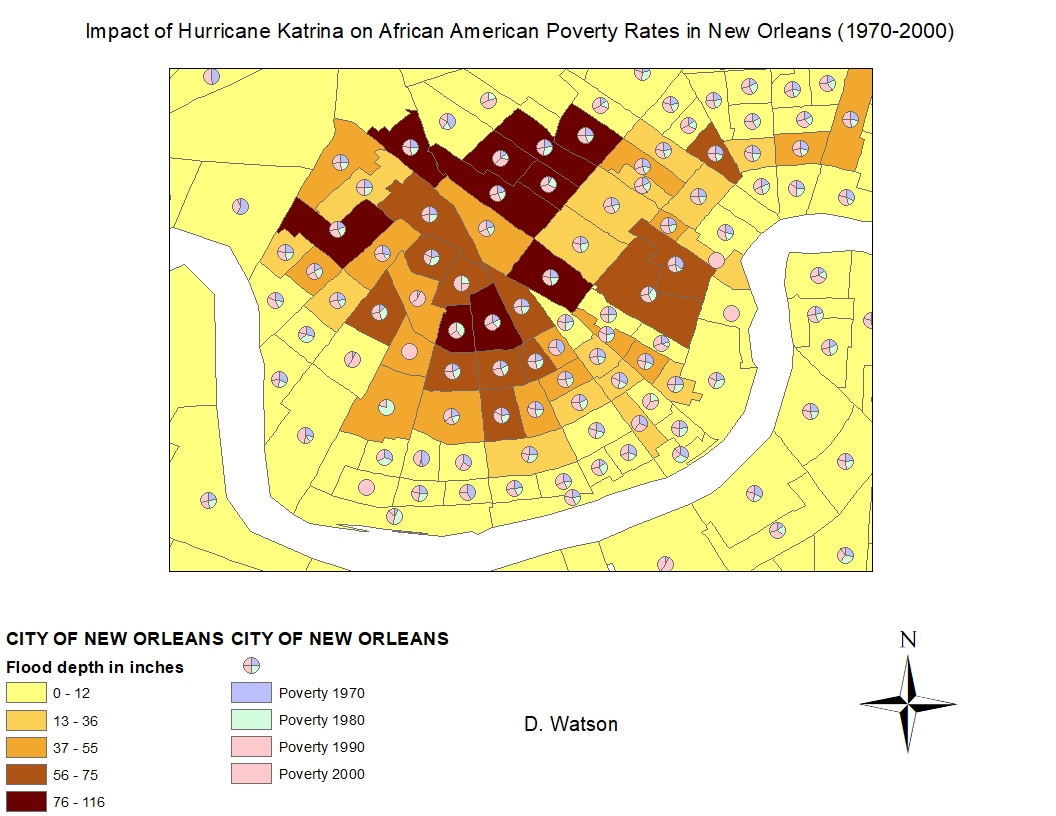 Impact of Hurricane Katrina on African American Poverty Rates in New Orleans (1970-2000)
CITY OF NEW ORLEANS CITY OF NEW ORLEANS
Flood depth in inches
0 - 12
13 - 36
37 - 55
56 - 75
76 - 116
Poverty 1970
Poverty 1980
Poverty 1990
Poverty 2000
D. Watson
N